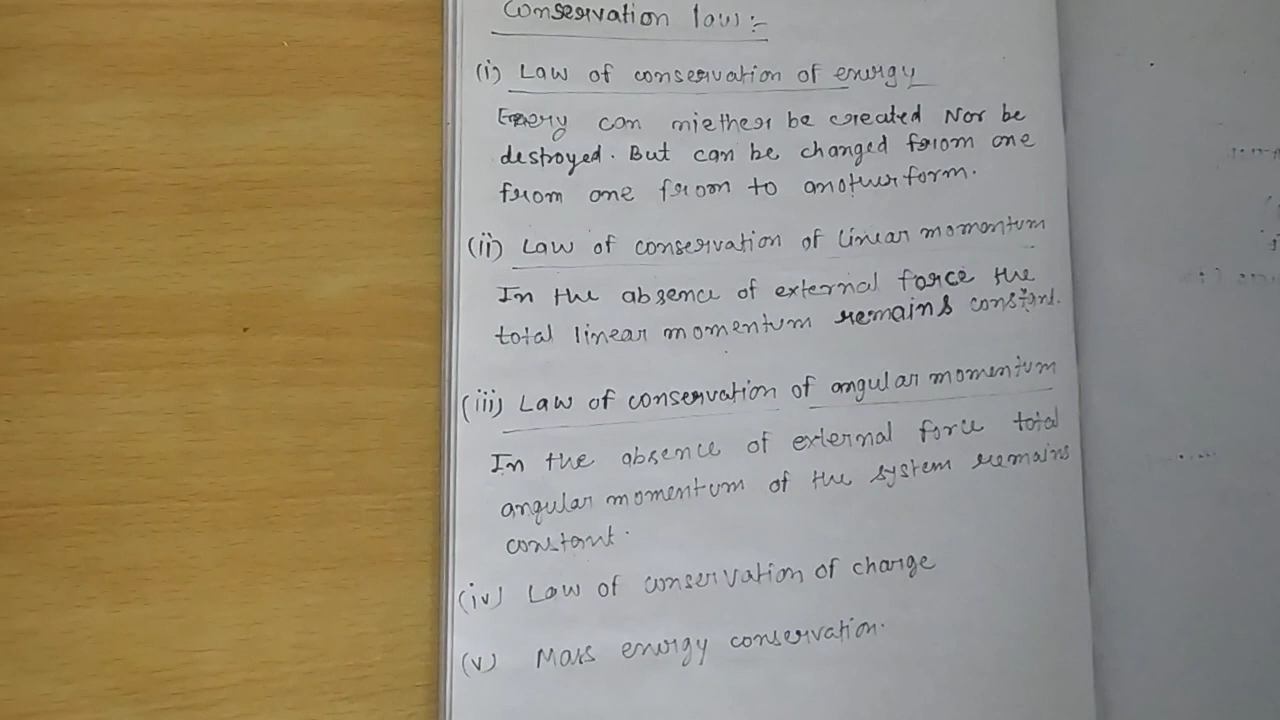 Conservation law :-
(i) Law of conservation of energy
Enery can niether be created Nor be
destroyed. But can be changed from one
from one from to another form.
(ii) Law of conservation of linear momentum
In the absence of external force the
total linear momentum remains constant.
(iii) Law of conservation of angular momentum
In the absence of external force total
angular momentum of the system remains
constant.
(iv) Law of conservation of charge
(v) Mass energy conservation.